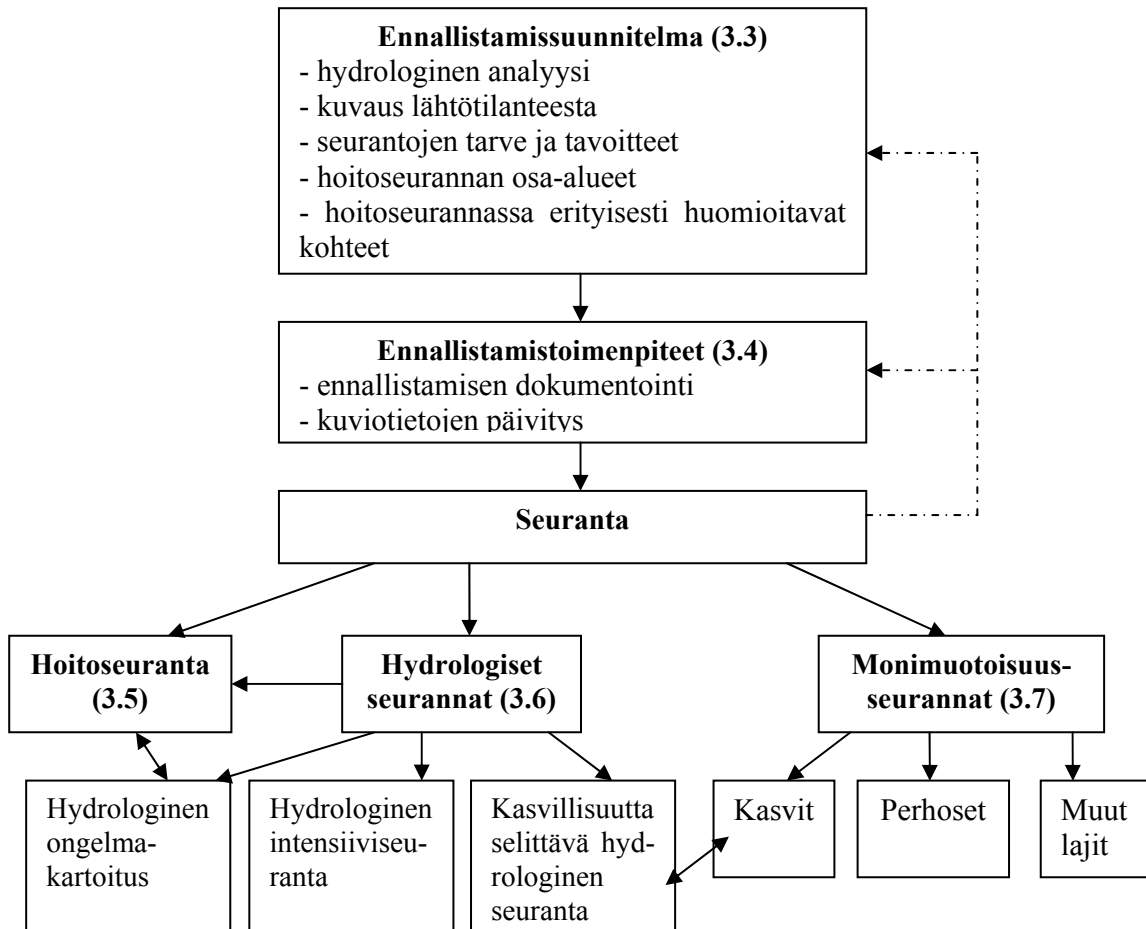 Ennallistamissuunnitelma (3.3)
- hydrologinen analyysi
- kuvaus lähtötilanteesta
- seurantojen tarve ja tavoitteet
- hoitoseurannan osa-alueet
- hoitoseurannassa erityisesti huomioitavat
kohteet
Ennallistamistoimenpiteet (3.4)
- ennallistamisen dokumentointi
- kuviotietojen päivitys
Seuranta
Hoitoseuranta
(3.5)
Hydrologiset
seurannat (3.6)
Monimuotoisuus-
seurannat (3.7)
Hydrologinen
ongelma-
kartoitus
Hydrologinen
intensiiviseu-
ranta
Kasvillisuutta
selittävä hyd-
rologinen
seuranta
Kasvit
Perhoset
Muut
lajit